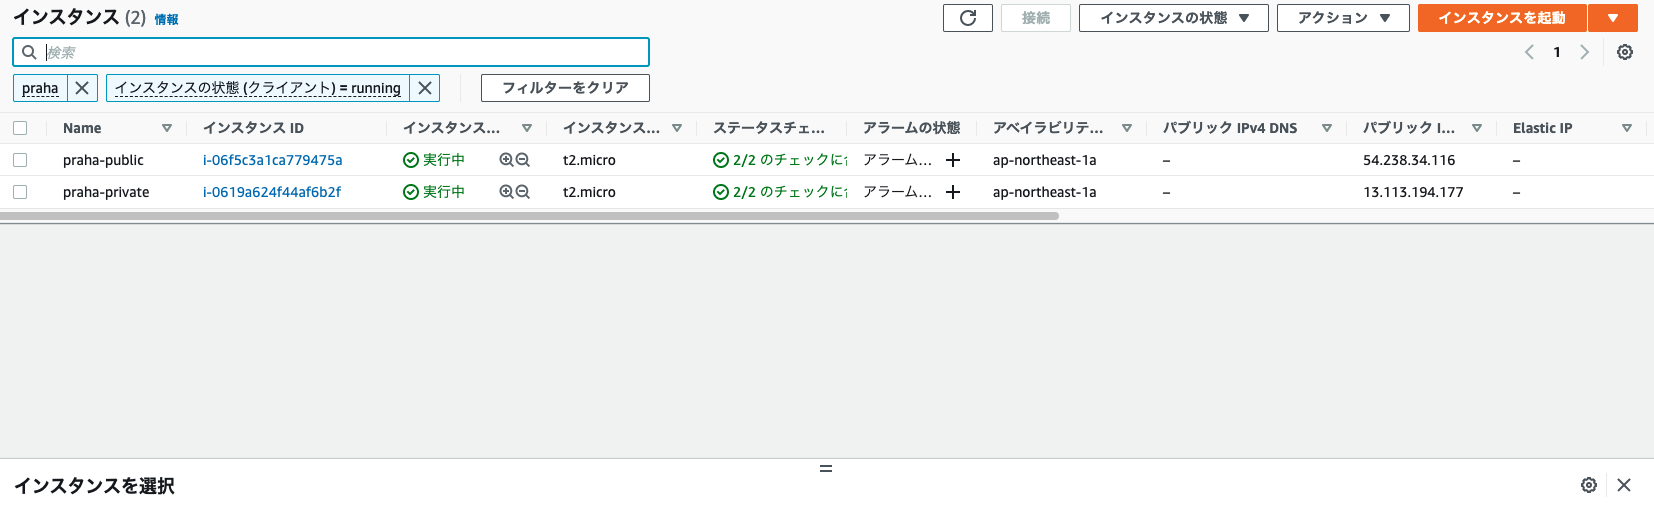 インスタンス (2) 情報
接続 インスタンスの状態 アクション インスタンスを起動
検索
1
praha インスタンスの状態 (クライアント) = running フィルターをクリア
Name インスタンス ID インスタンス... インスタンス... ステータスチェ... アラームの状態 アベイラビリテ... パブリック IPv4 DNS パブリック I... Elastic IP
praha-public i-06f5c3a1ca779475a 実行中 t2.micro 2/2 のチェックに アラーム... ap-northeast-1a – 54.238.34.116 –
praha-private i-0619a624f44af6b2f 実行中 t2.micro 2/2 のチェックに アラーム... ap-northeast-1a – 13.113.194.177 –
インスタンスを選択